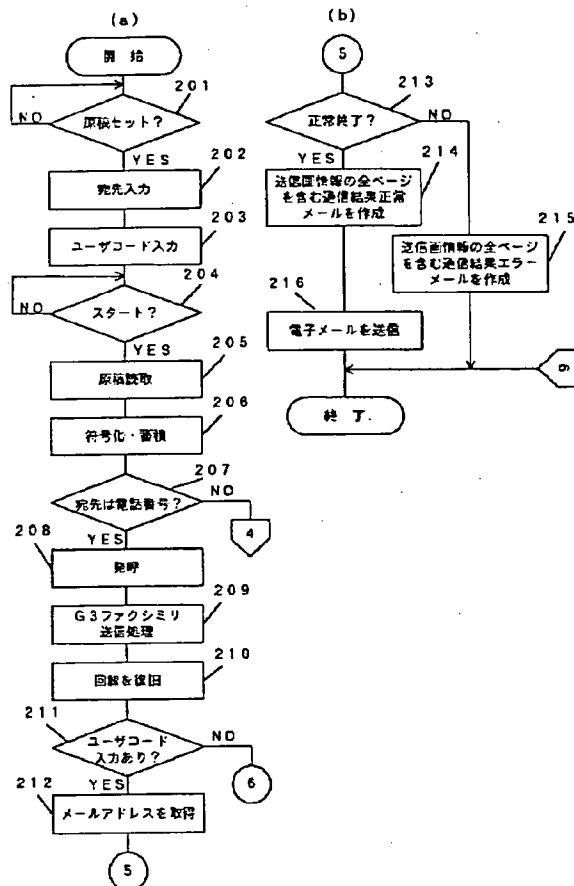 (a)
開 始
201
原稿セット?
NO
YES
202
宛先入力
203
ユーザコード入力
204
スタート?
NO
YES
205
原稿読取
206
符号化・蓄積
207
宛先は電話番号?
NO
4
YES
208
発呼
209
G3ファクシミリ
送信処理
210
回線を復旧
211
ユーザコード
入力あり?
NO
6
YES
212
メールアドレスを取得
5
(b)
5
213
正常終了?
NO
YES
214
送信画情報の全ページ
を含む通信結果正常
メールを作成
215
送信画情報の全ページ
を含む通信結果エラー
メールを作成
216
電子メールを送信
終 了.